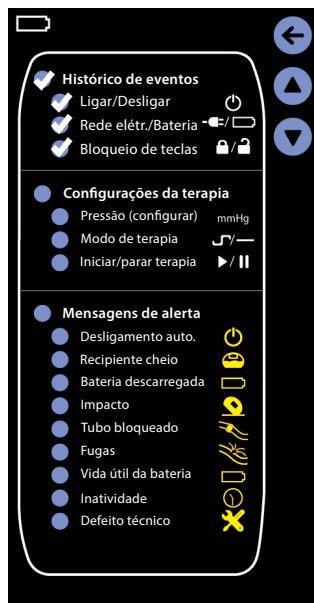 Histórico de eventos
Ligar/Desligar
Rede elétr./Bateria /
Bloqueio de teclas /
Configurações da terapia
Pressão (configurar) mmHg
Modo de terapia /
Iniciar/parar terapia /
Mensagens de alerta
Desligamento auto.
Recipiente cheio
Bateria descarregada
Impacto
Tubo bloqueado
Fugas
Vida útil da bateria
Inatividade
Defeito técnico